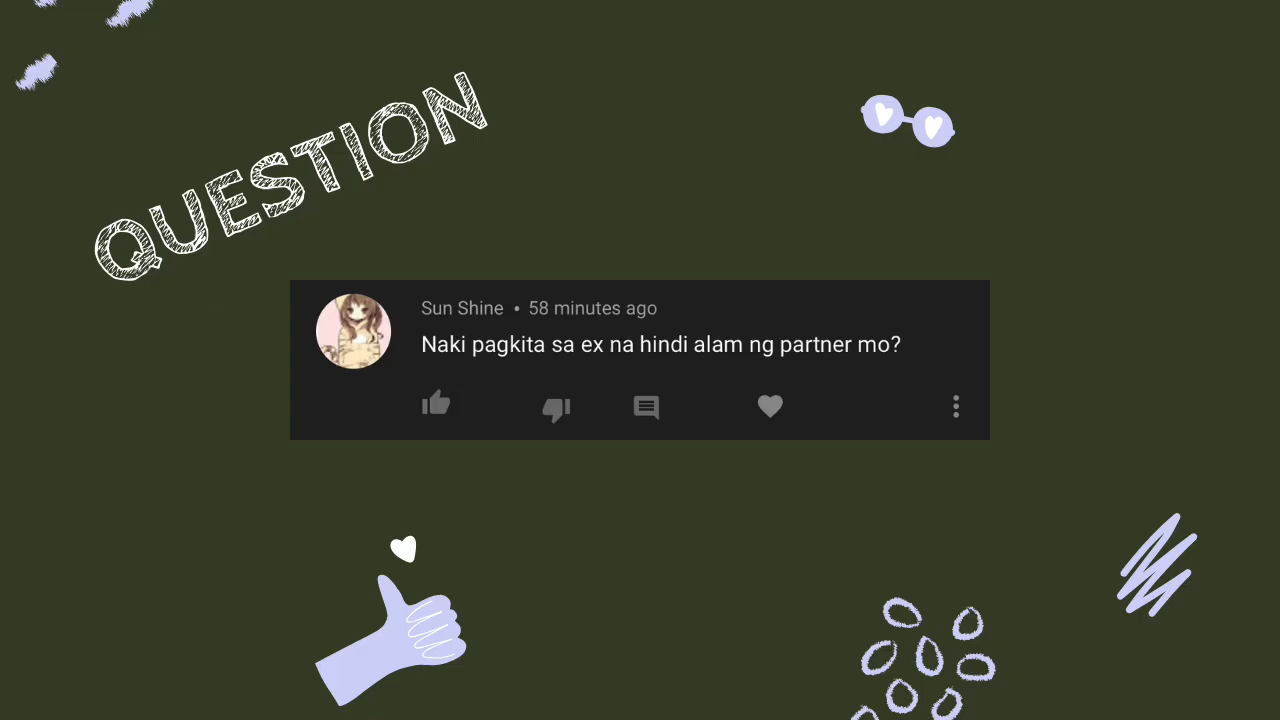 QUESTION
Sun Shine • 58 minutes ago
Naki pagkita sa ex na hindi alam ng partner mo?